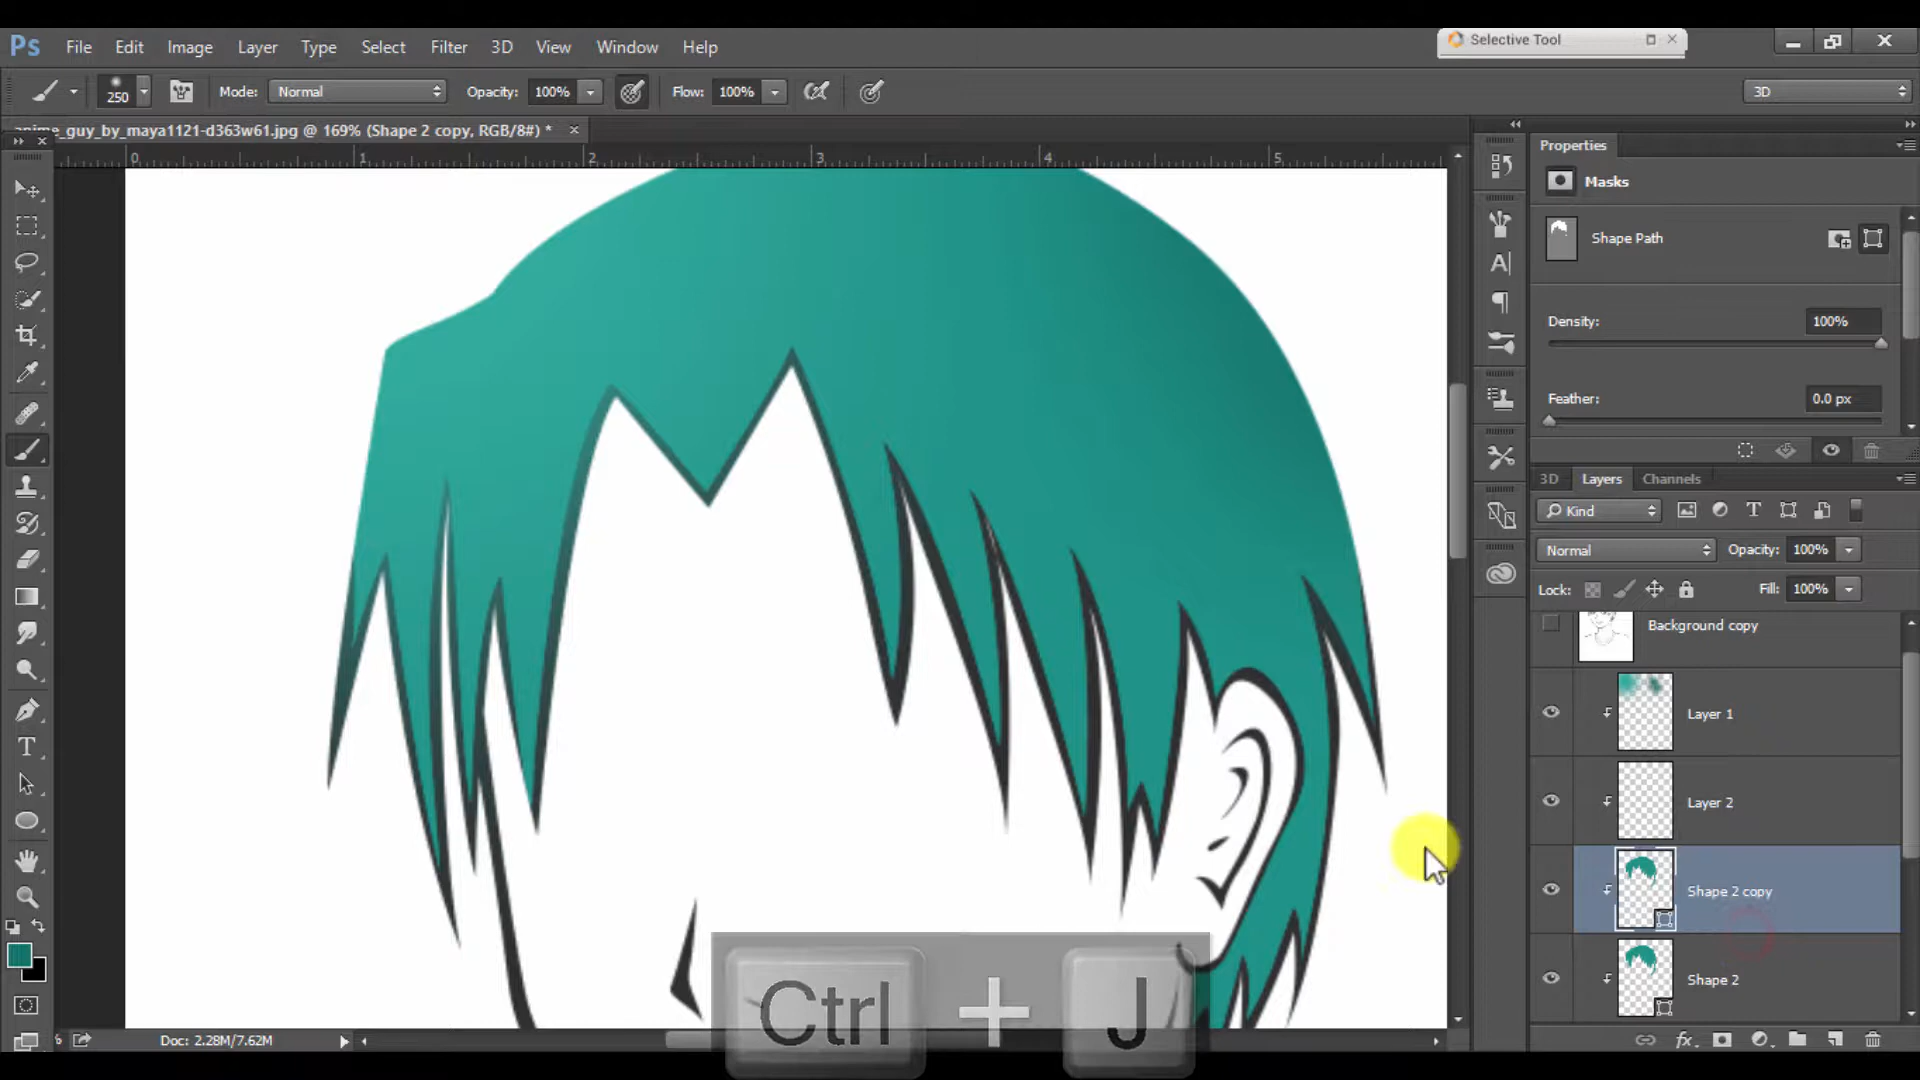 Ps File Edit Image Layer Type Select Filter 3D View Window Help
Selective Tool
250 Mode: Normal Opacity: 100% Flow: 100% 3D
anime_guy_by_maya1121-d363w61.jpg @ 169% (Shape 2 copy, RGB/8#) *
0 1 2 3 4 5
Properties
Masks
Shape Path
Density: 100%
Feather: 0.0 px
3D Layers Channels
Kind
Normal Opacity: 100%
Lock: Fill: 100%
Background copy
Layer 1
Layer 2
Shape 2 copy
Shape 2
Ctrl + J
Doc: 2.28M/7.62M